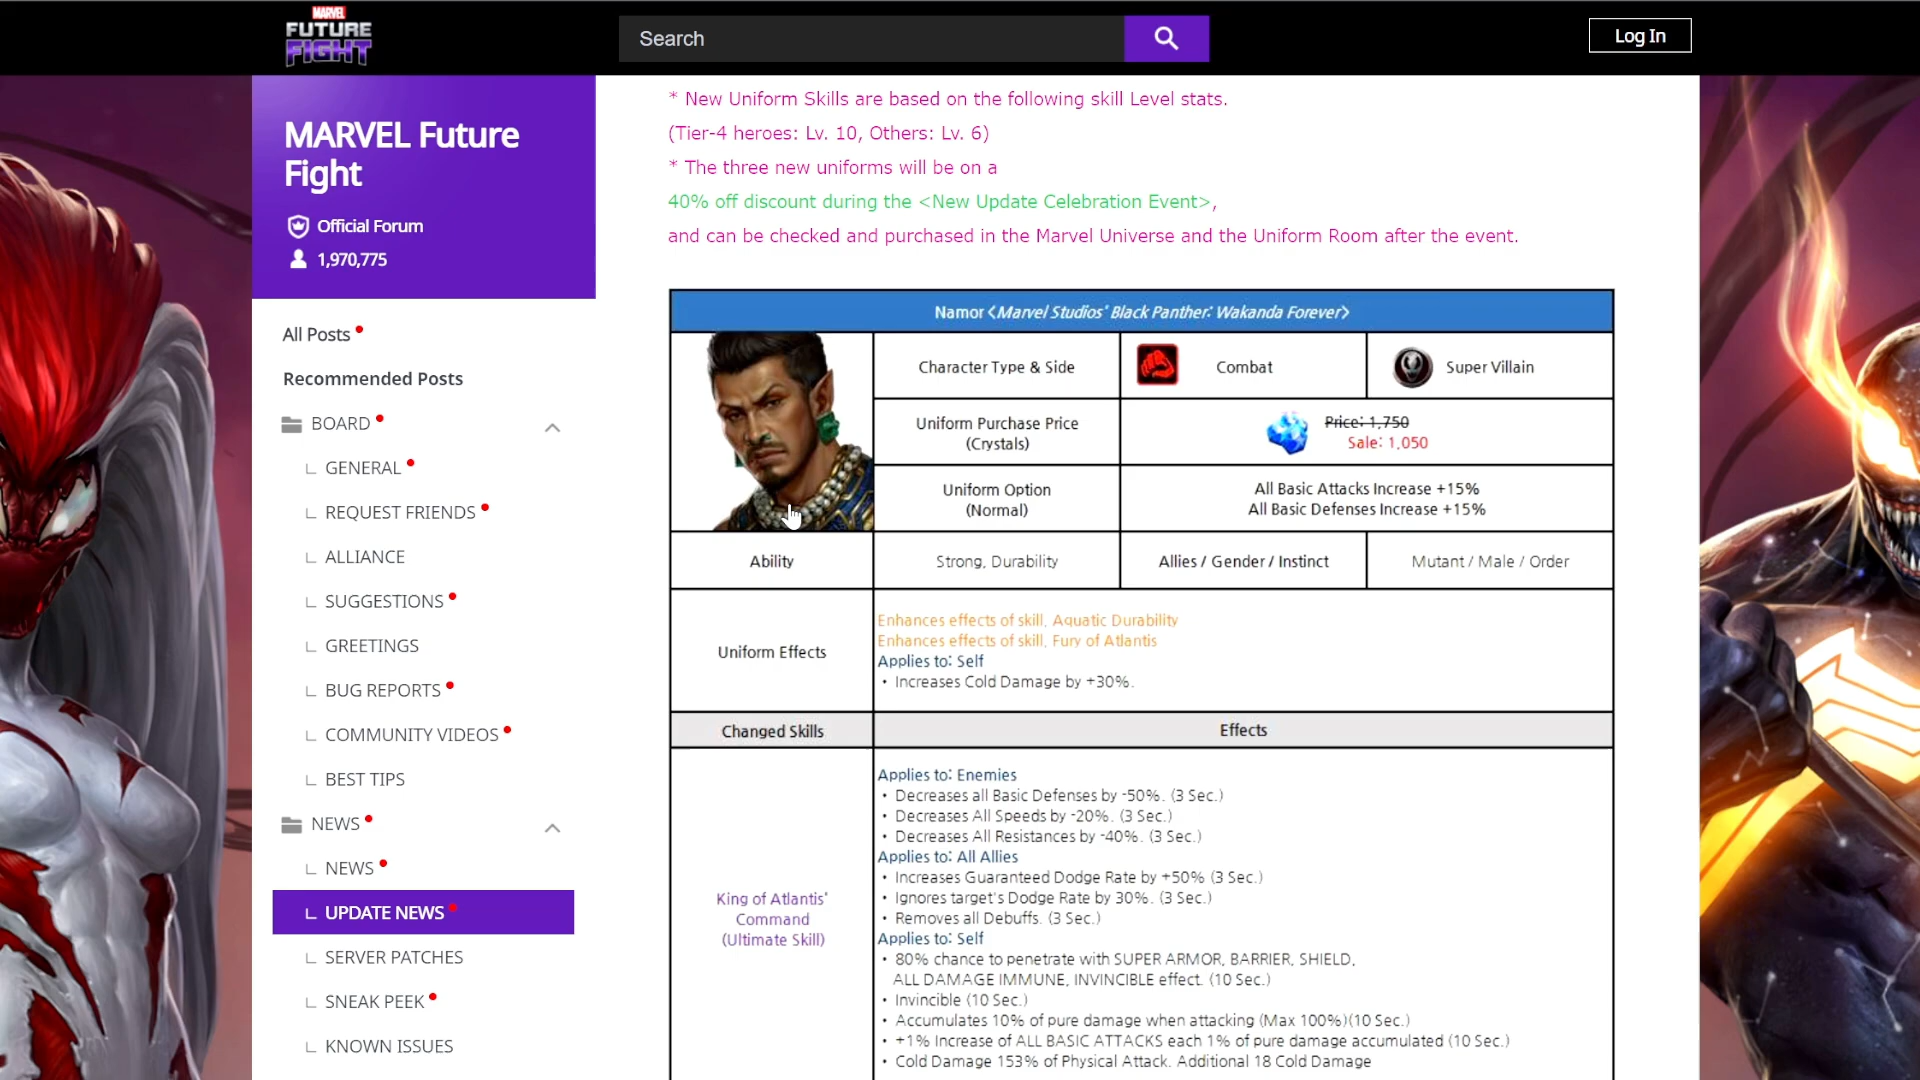 MARVEL
FUTURE
FIGHT
Search
Log In
MARVEL Future
Fight
Official Forum
1,970,775
All Posts
Recommended Posts
BOARD
GENERAL
REQUEST FRIENDS
ALLIANCE
SUGGESTIONS
GREETINGS
BUG REPORTS
COMMUNITY VIDEOS
BEST TIPS
NEWS
NEWS
UPDATE NEWS
SERVER PATCHES
SNEAK PEEK
KNOWN ISSUES
* New Uniform Skills are based on the following skill Level stats.
(Tier-4 heroes: Lv. 10, Others: Lv. 6)
* The three new uniforms will be on a
40% off discount during the <New Update Celebration Event>,
and can be checked and purchased in the Marvel Universe and the Uniform Room after the event.
Namor <Marvel Studios' Black Panther: Wakanda Forever>
Character Type & Side
Combat
Super Villain
Uniform Purchase Price
(Crystals)
Price: 1,750
Sale: 1,050
Uniform Option
(Normal)
All Basic Attacks Increase +15%
All Basic Defenses Increase +15%
Ability
Strong, Durability
Allies / Gender / Instinct
Mutant / Male / Order
Uniform Effects
Enhances effects of skill, Aquatic Durability
Enhances effects of skill, Fury of Atlantis
Applies to: Self
• Increases Cold Damage by +30%.
Changed Skills
Effects
King of Atlantis'
Command
(Ultimate Skill)
Applies to: Enemies
• Decreases all Basic Defenses by -50%. (3 Sec.)
• Decreases All Speeds by -20%. (3 Sec.)
• Decreases All Resistances by -40%. (3 Sec.)
Applies to: All Allies
• Increases Guaranteed Dodge Rate by +50% (3 Sec.)
• Ignores target's Dodge Rate by 30%. (3 Sec.)
• Removes all Debuffs. (3 Sec.)
Applies to: Self
• 80% chance to penetrate with SUPER ARMOR, BARRIER, SHIELD,
ALL DAMAGE IMMUNE, INVINCIBLE effect. (10 Sec.)
• Invincible (10 Sec.)
• Accumulates 10% of pure damage when attacking (Max 100%)(10 Sec.)
• +1% Increase of ALL BASIC ATTACKS each 1% of pure damage accumulated (10 Sec.)
• Cold Damage 153% of Physical Attack. Additional 18 Cold Damage